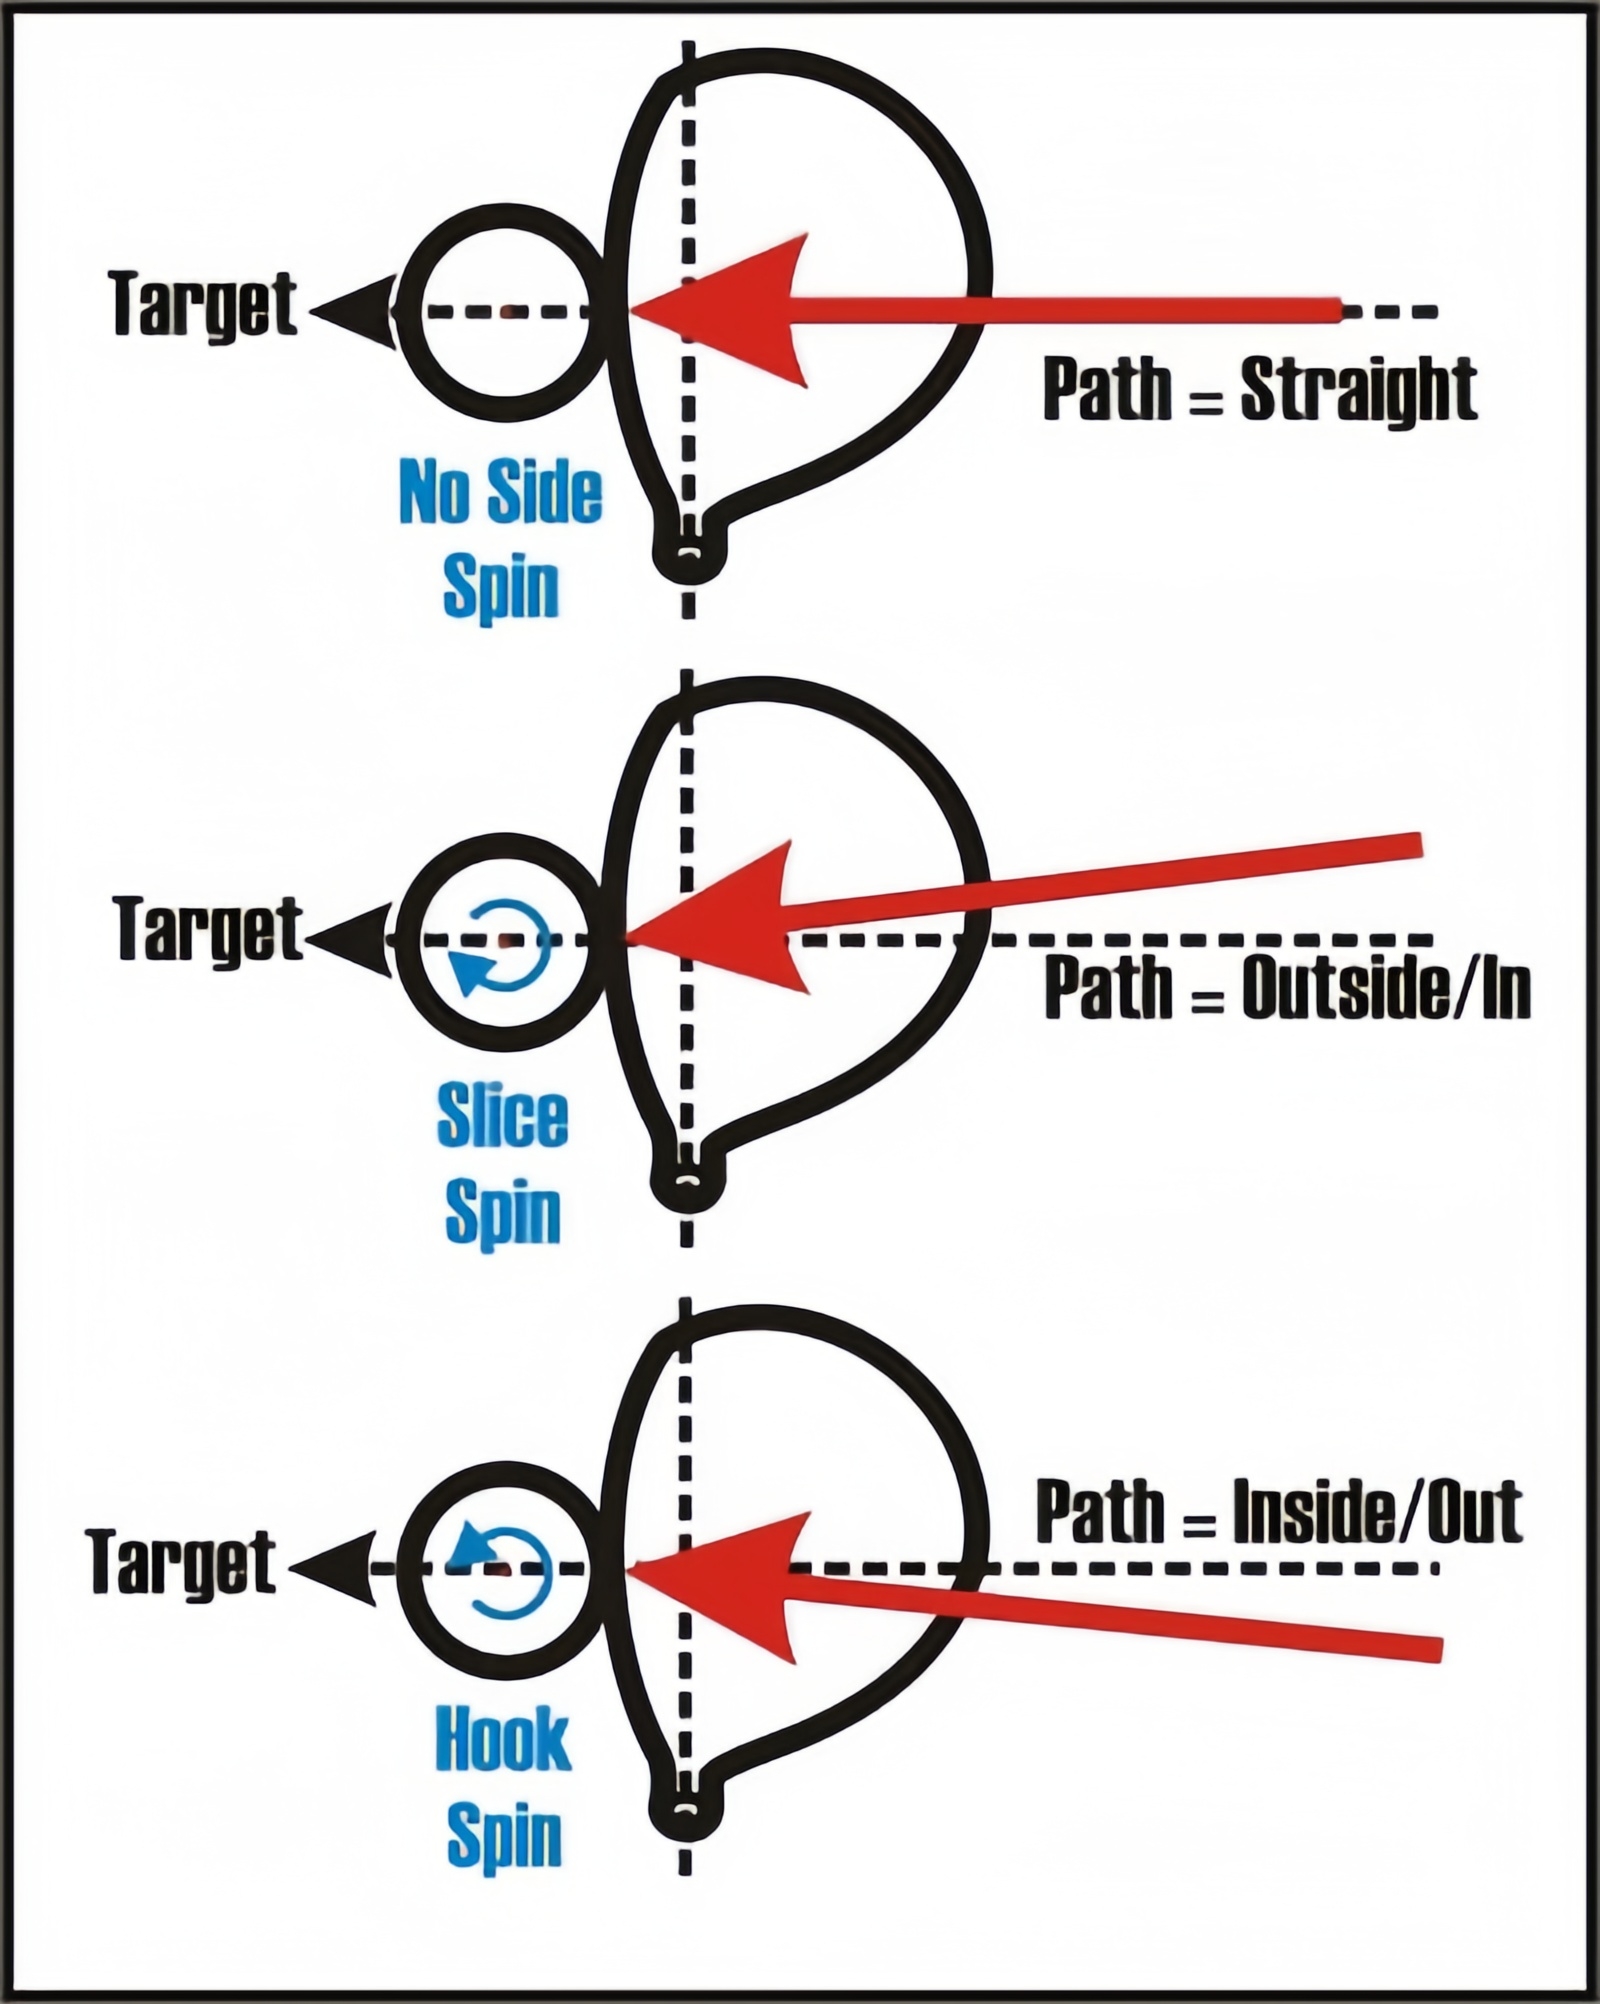 Target
Path = Straight
No Side
Spin
Target
Path = Outside/In
Slice
Spin
Path = Inside/Out
Target
Hook
Spin